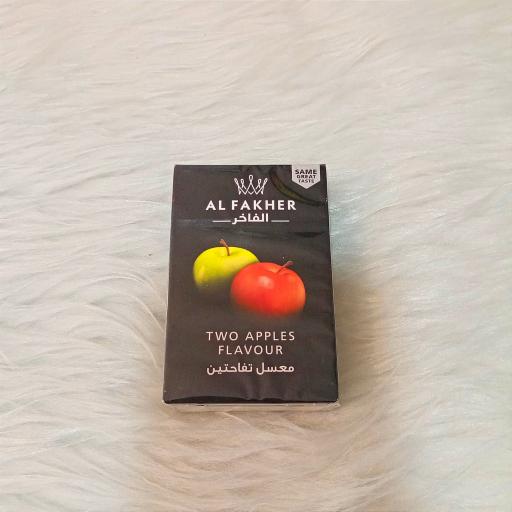 SAME
GREAT
TASTE
AL FAKHER
الفاخر
TWO APPLES
FLAVOUR
معسل تفاحتين